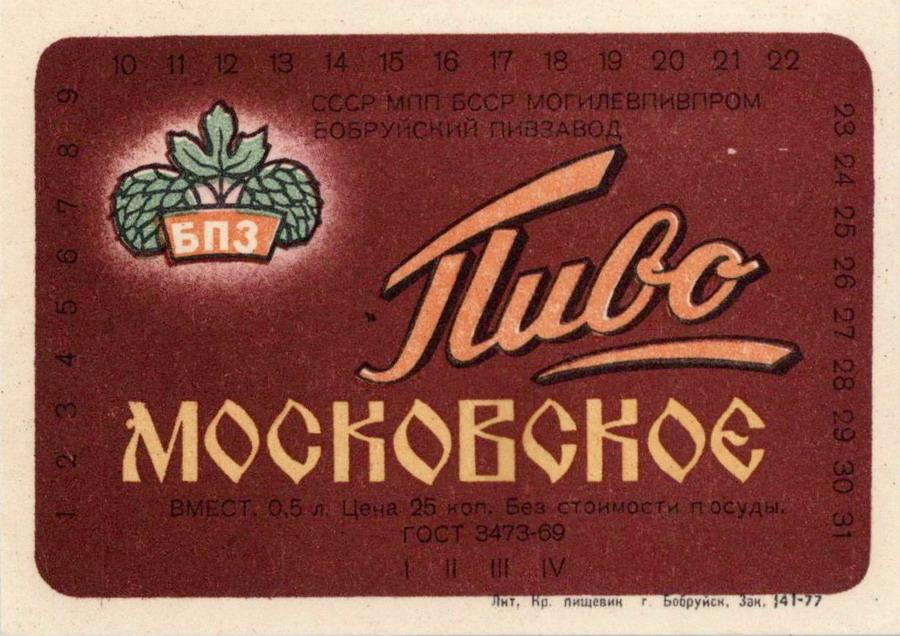 10 11 12 13 14 15 16 17 18 19 20 21 22
9
8
7
6
5
4
3
2
1
СССР МПП БССР МОГИЛЕВПИВПРОМ
БОБРУЙСКИЙ ПИВЗАВОД
БПЗ
Пиво
МОСКОВСКОЕ
ВМЕСТ. 0,5 л. Цена 25 коп. Без стоимости посуды.
ГОСТ 3473-69
I II III IV
23
24
25
26
27
28
29
30
31
Лит. Кр. пищевик г. Бобруйск. Зак. 141-77